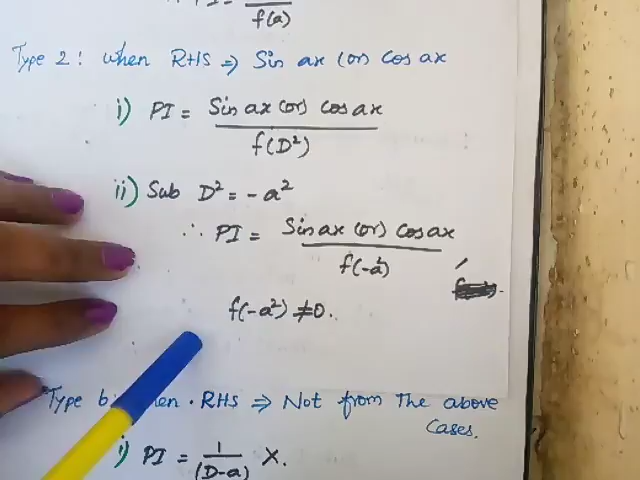 f(a)
Type 2: when RHS ⇒ Sin ax (or) Cos ax
i) PI = Sin ax (or) cos ax
f(D²)
ii) Sub D² = -a²
∴ PI = Sin ax (or) cos ax
f(-a²)
f(-a²) ≠ 0..
Type 6: when . RHS ⇒ Not from The above
Cases.
i) PI = 1/(D-a) X.